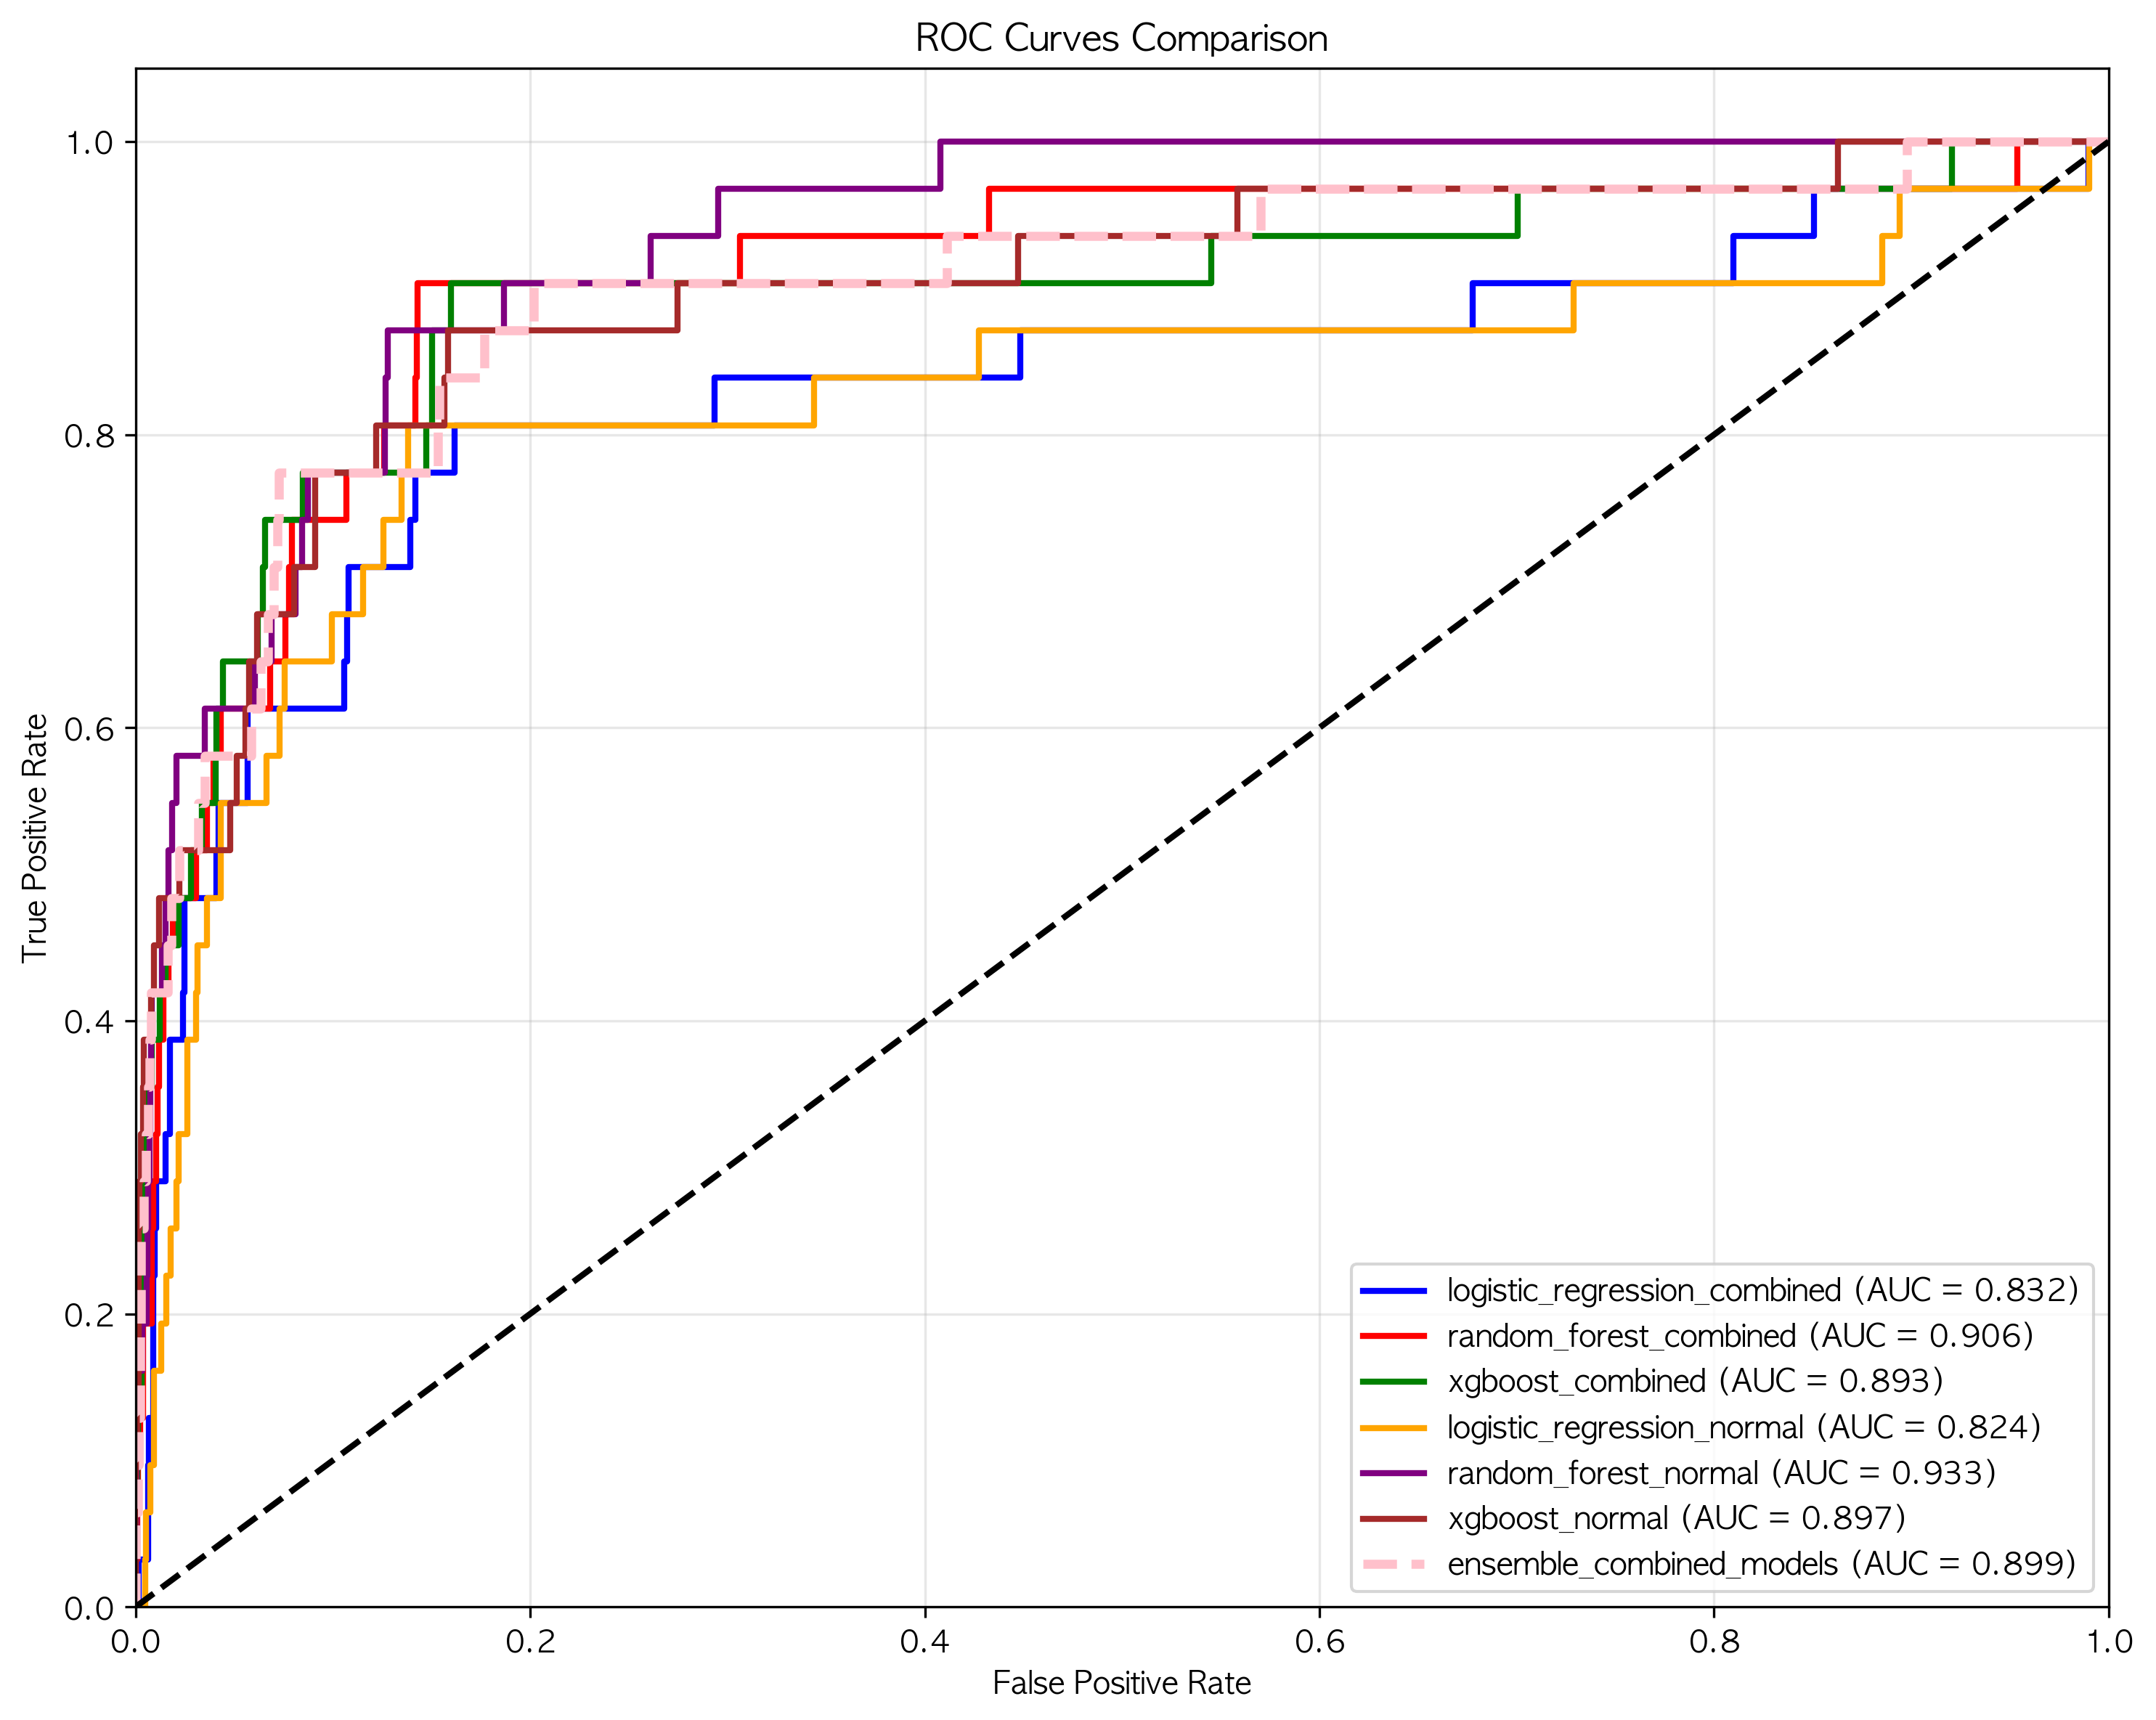 ROC Curves Comparison
1.0
0.8
0.6
0.4
0.2
0.0
True Positive Rate
0.0 0.2 0.4 0.6 0.8 1.0
False Positive Rate
logistic_regression_combined (AUC = 0.832)
random_forest_combined (AUC = 0.906)
xgboost_combined (AUC = 0.893)
logistic_regression_normal (AUC = 0.824)
random_forest_normal (AUC = 0.933)
xgboost_normal (AUC = 0.897)
ensemble_combined_models (AUC = 0.899)